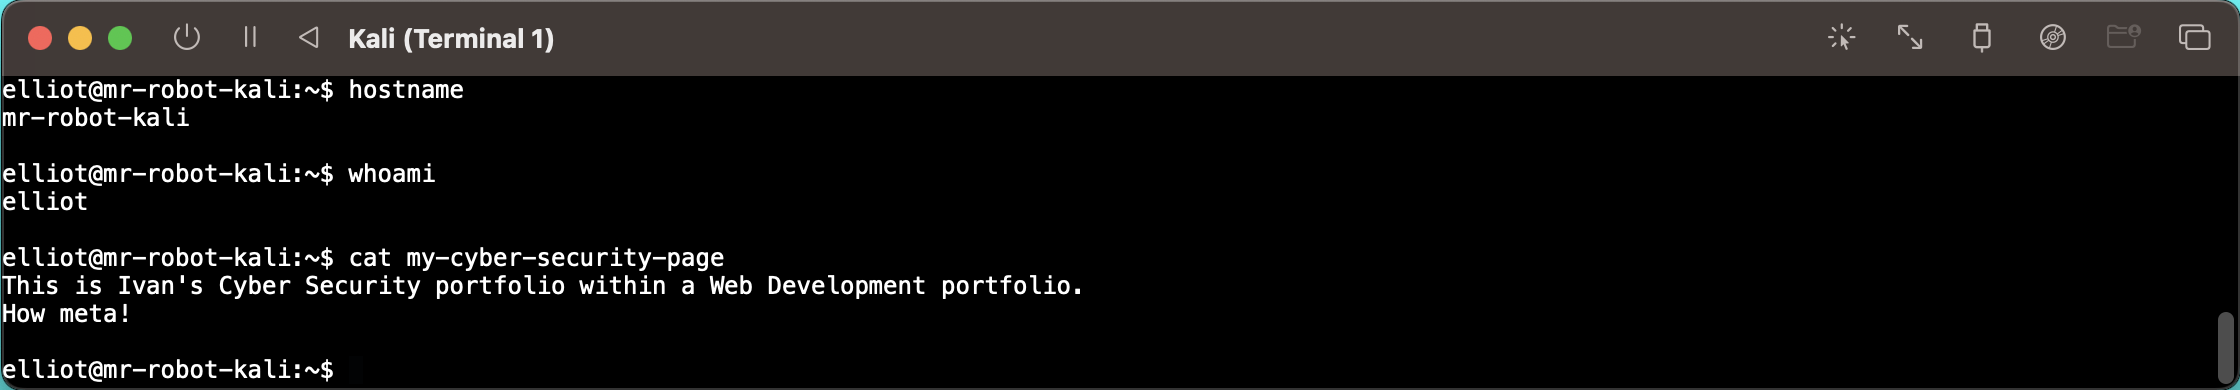 Kali (Terminal 1)
elliot@mr-robot-kali:~$ hostname
mr-robot-kali
elliot@mr-robot-kali:~$ whoami
elliot
elliot@mr-robot-kali:~$ cat my-cyber-security-page
This is Ivan's Cyber Security portfolio within a Web Development portfolio.
How meta!
elliot@mr-robot-kali:~$